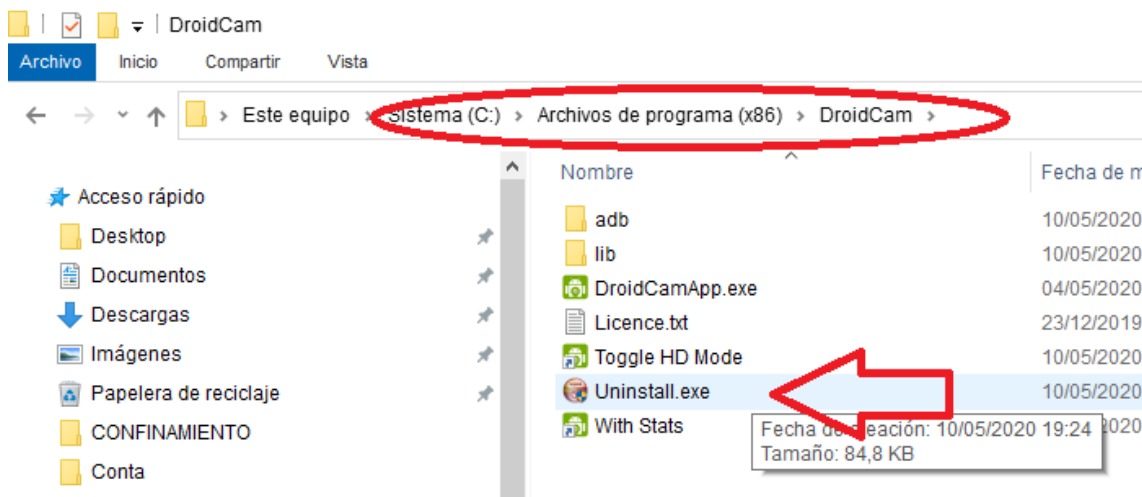 DroidCam
Archivo Inicio Compartir Vista
Este equipo › Sistema (C:) › Archivos de programa (x86) › DroidCam ›
Nombre
Fecha de m
Acceso rápido
Desktop
Documentos
Descargas
Imágenes
Papelera de reciclaje
CONFINAMIENTO
Conta
adb 10/05/2020
lib 10/05/2020
DroidCamApp.exe 04/05/2020
Licence.txt 23/12/2019
Toggle HD Mode 10/05/2020
Uninstall.exe 10/05/2020
With Stats 2020
Fecha de creación: 10/05/2020 19:24
Tamaño: 84,8 KB